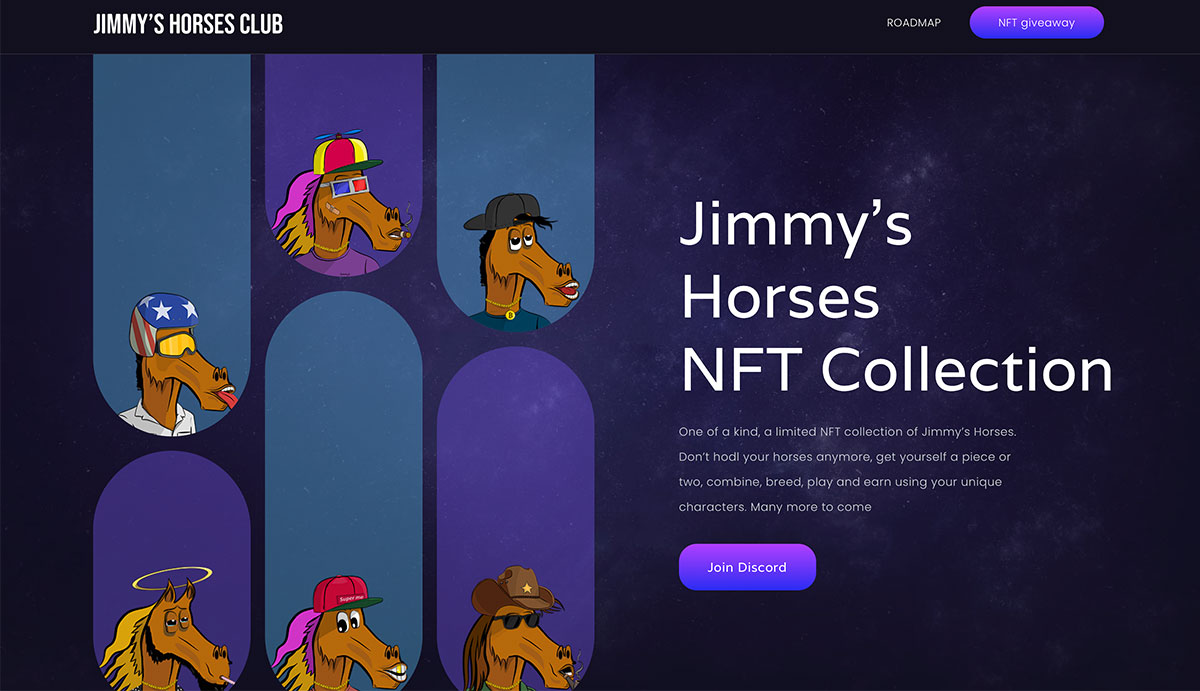 JIMMY'S HORSES CLUB
ROADMAP
NFT giveaway
Jimmy’s
Horses
NFT Collection
One of a kind, a limited NFT collection of Jimmy’s Horses.
Don’t hodl your horses anymore, get yourself a piece or
two, combine, breed, play and earn using your unique
characters. Many more to come
Join Discord
Super me